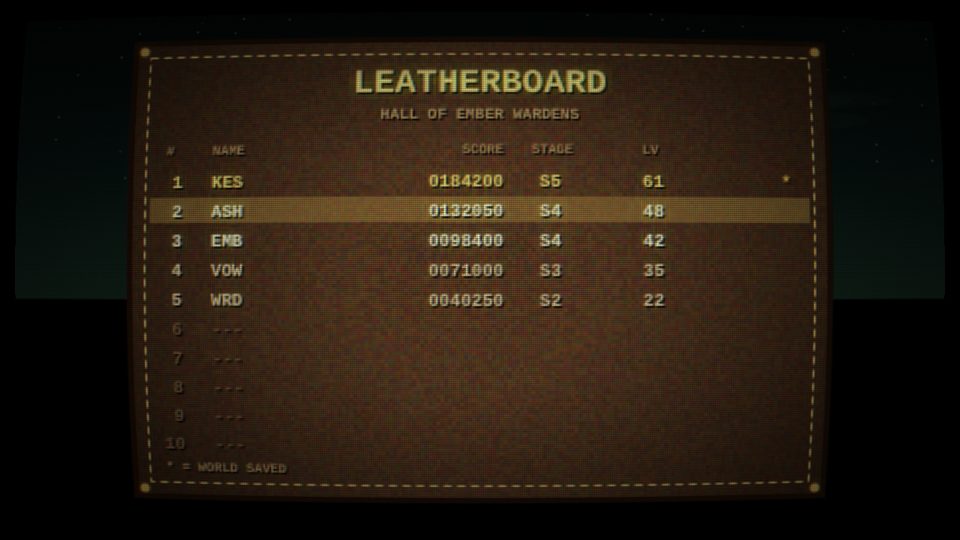 LEATHERBOARD
HALL OF EMBER WARDENS
# NAME SCORE STAGE LV
1 KES 0184200 S5 61 *
2 ASH 0132050 S4 48
3 EMB 0098400 S4 42
4 VOW 0071000 S3 35
5 WRD 0040250 S2 22
6 ---
7 ---
8 ---
9 ---
10 ---
* = WORLD SAVED